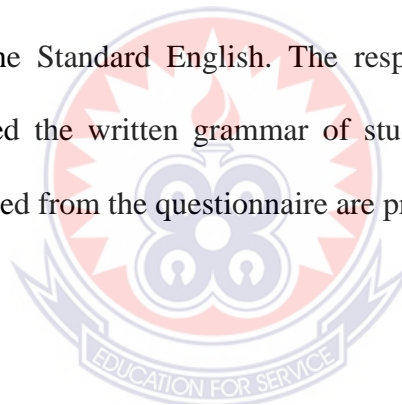 ne Standard English. The resp
ed the written grammar of stu
ed from the questionnaire are pr
EDUCATION FOR SERVICE